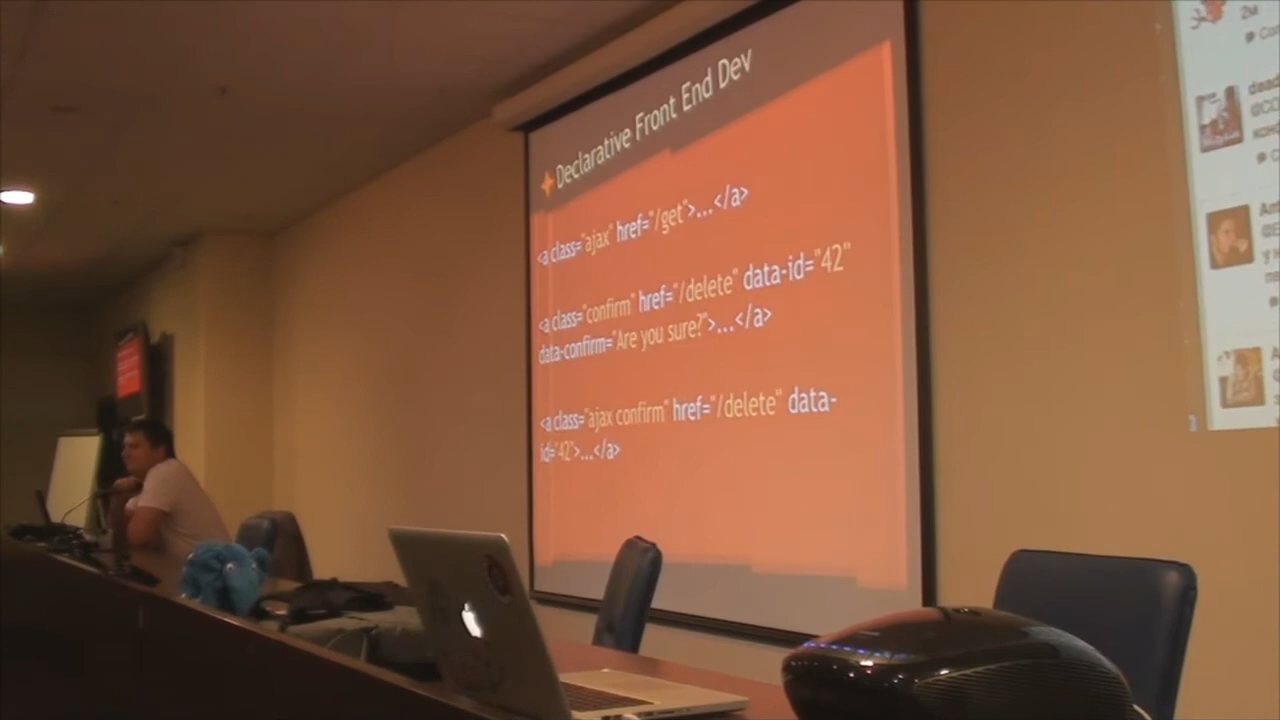 Declarative Front End Dev
<a class="ajax" href="/get">...</a>
<a class="confirm" href="/delete" data-id="42"
data-confirm="Are you sure?">...</a>
<a class="ajax confirm" href="/delete" data-
id="42">...</a>
2M